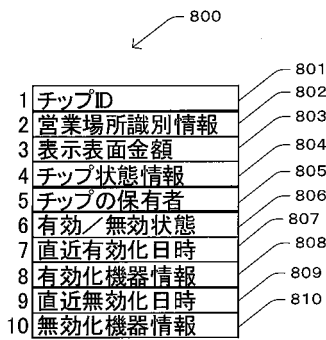 800
1 チップID 801
2 営業場所識別情報 802
3 表示表面金額 803
4 チップ状態情報 804
5 チップの保有者 805
6 有効／無効状態 806
7 直近有効化日時 807
8 有効化機器情報 808
9 直近無効化日時 809
10 無効化機器情報 810